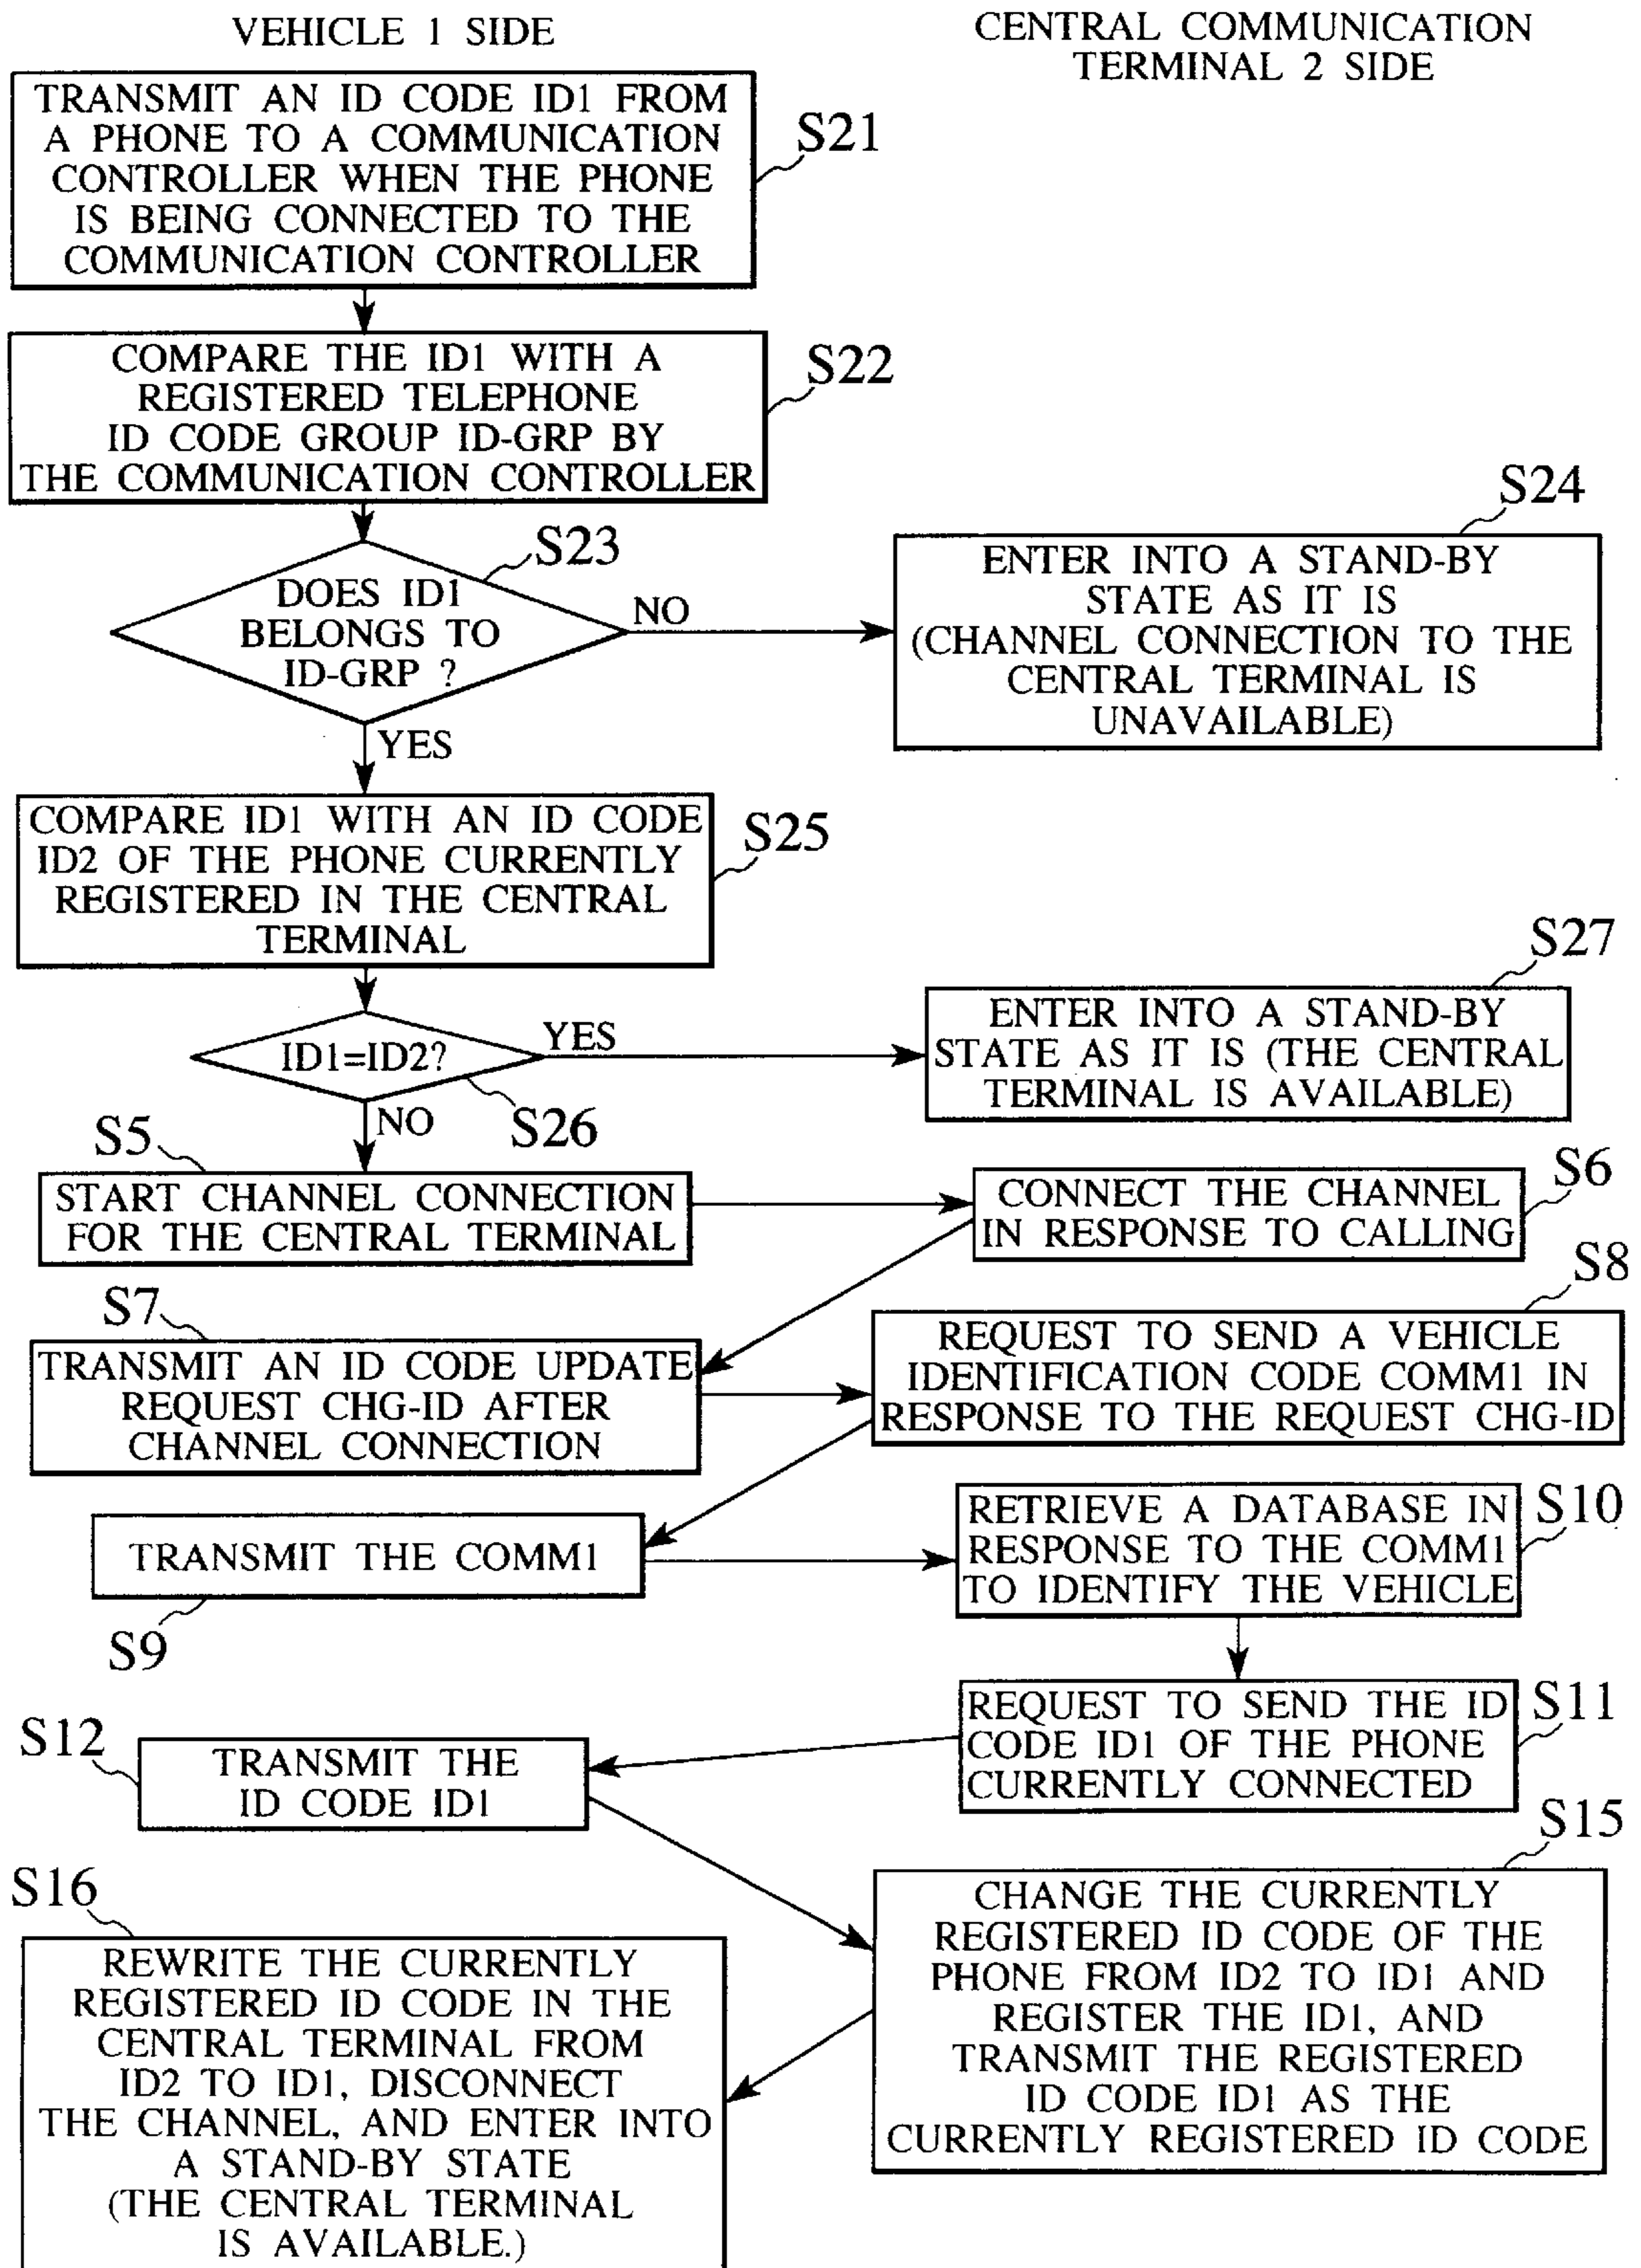 VEHICLE 1 SIDE
CENTRAL COMMUNICATION
TERMINAL 2 SIDE
TRANSMIT AN ID CODE ID1 FROM
A PHONE TO A COMMUNICATION
CONTROLLER WHEN THE PHONE
IS BEING CONNECTED TO THE
COMMUNICATION CONTROLLER
S21
COMPARE THE ID1 WITH A
REGISTERED TELEPHONE
ID CODE GROUP ID-GRP BY
THE COMMUNICATION CONTROLLER
S22
DOES ID1
BELONGS TO
ID-GRP ?
S23
NO
YES
S24
ENTER INTO A STAND-BY
STATE AS IT IS
(CHANNEL CONNECTION TO THE
CENTRAL TERMINAL IS
UNAVAILABLE)
COMPARE ID1 WITH AN ID CODE
ID2 OF THE PHONE CURRENTLY
REGISTERED IN THE CENTRAL
TERMINAL
S25
ID1=ID2?
YES
S26
NO
S27
ENTER INTO A STAND-BY
STATE AS IT IS (THE CENTRAL
TERMINAL IS AVAILABLE)
S5
START CHANNEL CONNECTION
FOR THE CENTRAL TERMINAL
S6
CONNECT THE CHANNEL
IN RESPONSE TO CALLING
S7
TRANSMIT AN ID CODE UPDATE
REQUEST CHG-ID AFTER
CHANNEL CONNECTION
S8
REQUEST TO SEND A VEHICLE
IDENTIFICATION CODE COMM1 IN
RESPONSE TO THE REQUEST CHG-ID
TRANSMIT THE COMM1
S9
RETRIEVE A DATABASE IN
RESPONSE TO THE COMM1
TO IDENTIFY THE VEHICLE
S10
REQUEST TO SEND THE ID
CODE ID1 OF THE PHONE
CURRENTLY CONNECTED
S11
S12
TRANSMIT THE
ID CODE ID1
S15
CHANGE THE CURRENTLY
REGISTERED ID CODE OF THE
PHONE FROM ID2 TO ID1 AND
REGISTER THE ID1, AND
TRANSMIT THE REGISTERED
ID CODE ID1 AS THE
CURRENTLY REGISTERED ID CODE
S16
REWRITE THE CURRENTLY
REGISTERED ID CODE IN THE
CENTRAL TERMINAL FROM
ID2 TO ID1, DISCONNECT
THE CHANNEL, AND ENTER INTO
A STAND-BY STATE
(THE CENTRAL TERMINAL
IS AVAILABLE.)